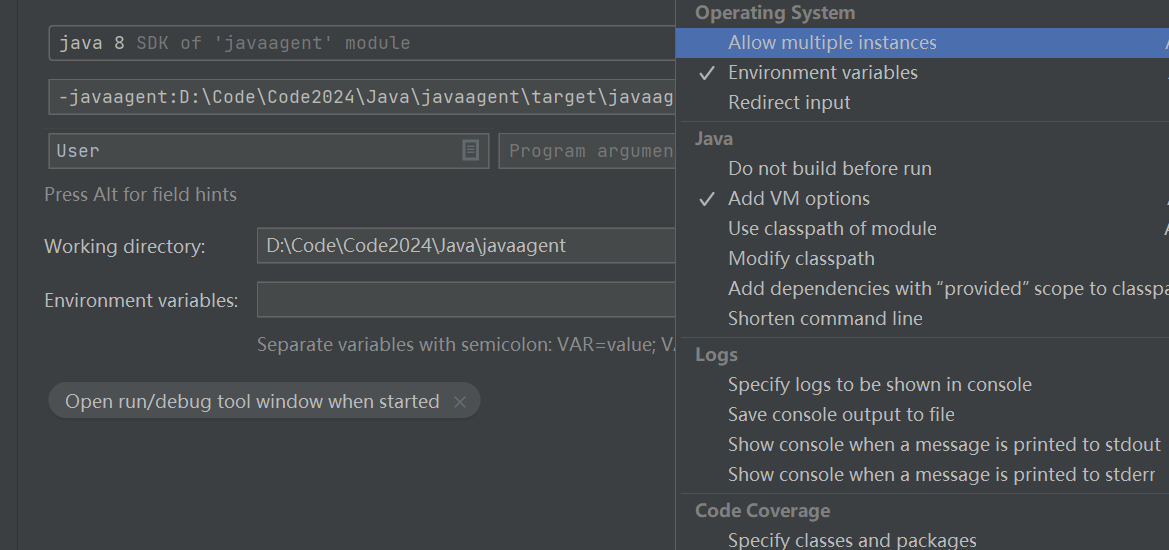 java 8 SDK of 'javaagent' module
-javaagent:D:\Code\Code2024\Java\javaagent\target\javaag
User
Program argumen
Press Alt for field hints
Working directory:
D:\Code\Code2024\Java\javaagent
Environment variables:
Separate variables with semicolon: VAR=value; VA
Open run/debug tool window when started
Operating System
Allow multiple instances
Environment variables
Redirect input
Java
Do not build before run
Add VM options
Use classpath of module
Modify classpath
Add dependencies with “provided” scope to classpa
Shorten command line
Logs
Specify logs to be shown in console
Save console output to file
Show console when a message is printed to stdout
Show console when a message is printed to stderr
Code Coverage
Specify classes and packages